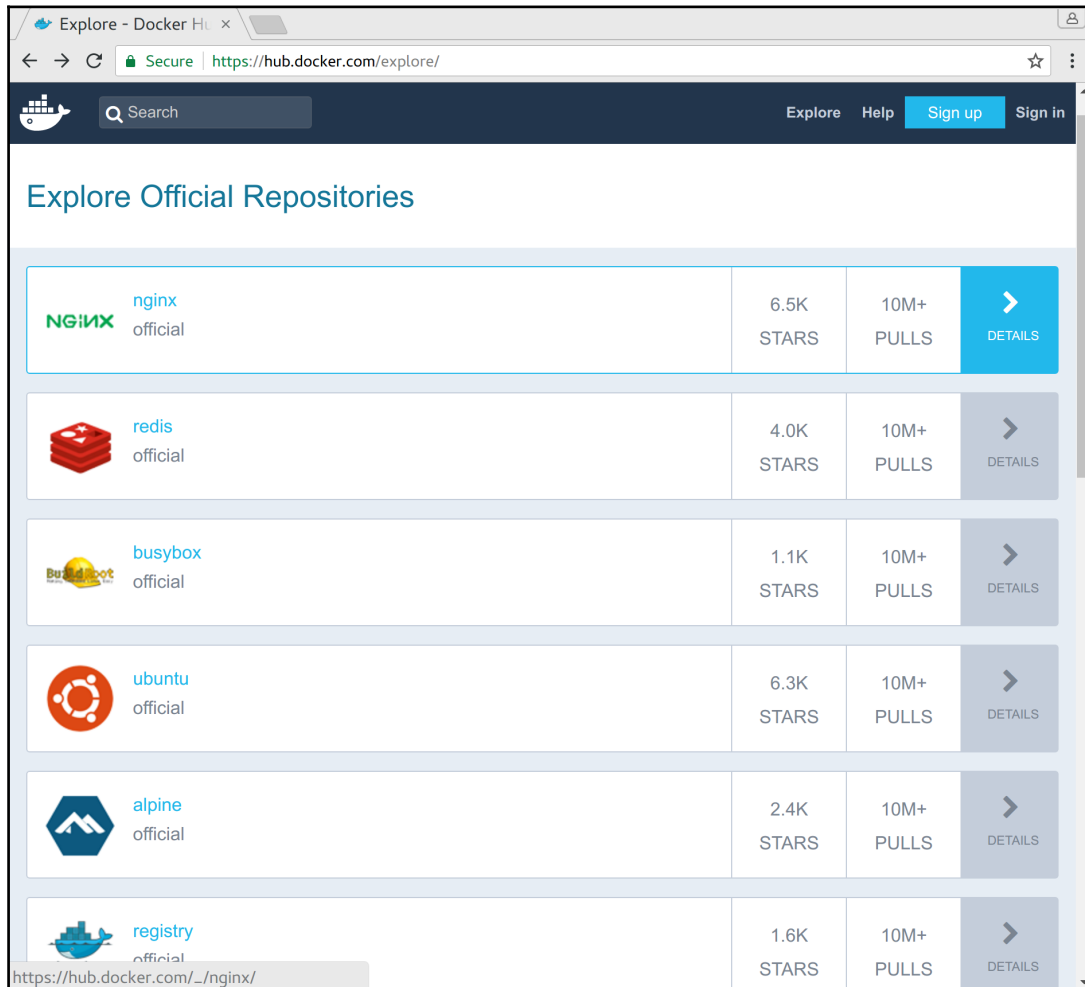 Explore - Docker Hu ×
Secure https://hub.docker.com/explore/
Search Explore Help Sign up Sign in
Explore Official Repositories
NGINX
nginx
official
6.5K
STARS
10M+
PULLS
DETAILS
redis
official
4.0K
STARS
10M+
PULLS
DETAILS
BuildRoot
busybox
official
1.1K
STARS
10M+
PULLS
DETAILS
ubuntu
official
6.3K
STARS
10M+
PULLS
DETAILS
alpine
official
2.4K
STARS
10M+
PULLS
DETAILS
registry
official
1.6K
STARS
10M+
PULLS
DETAILS
https://hub.docker.com/_/nginx/